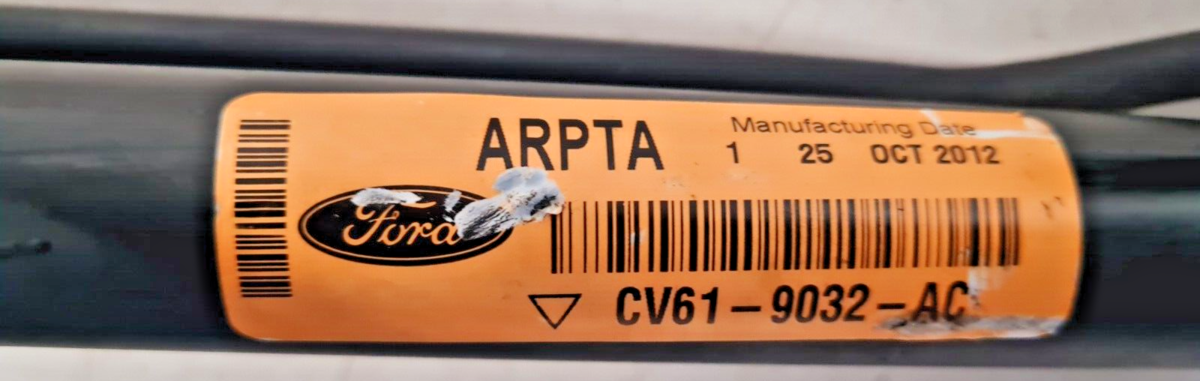 ARPTA
Manufacturing Date
1 25 OCT 2012
Ford
CV61-9032-AC